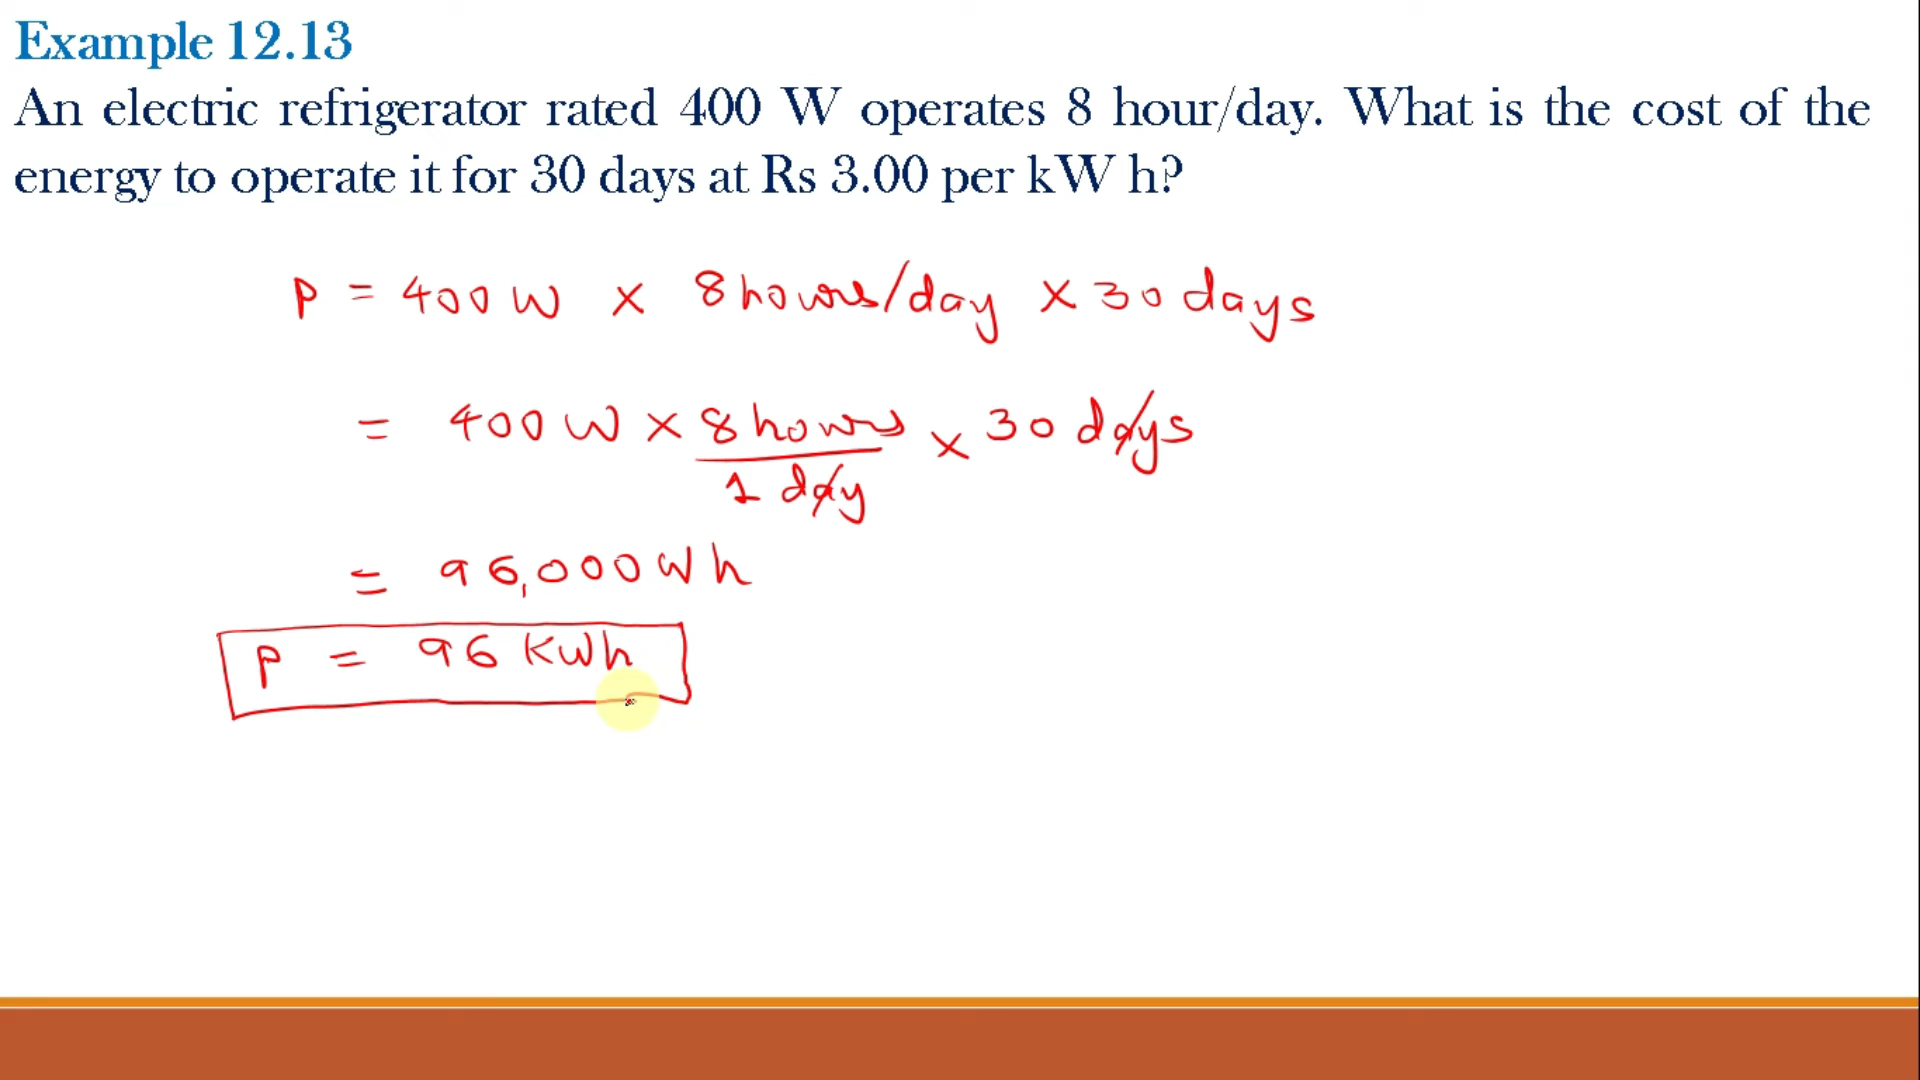 Example 12.13
An electric refrigerator rated 400 W operates 8 hour/day. What is the cost of the
energy to operate it for 30 days at Rs 3.00 per kW h?
P = 400 W × 8 hours/day × 30 days
= 400 W × 8 hours / 1 day × 30 days
= 96,000 Wh
P = 96 KWh